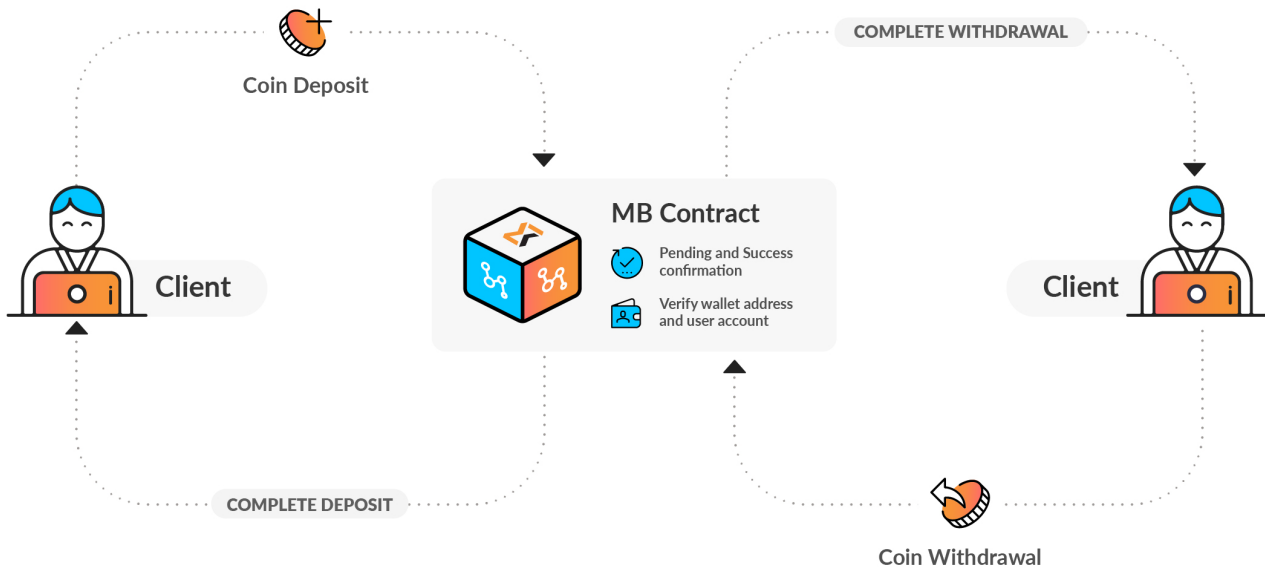 COMPLETE WITHDRAWAL
Coin Deposit
MB Contract
Pending and Success
confirmation
Client
Client
Verify wallet address
and user account
COMPLETE DEPOSIT
Coin Withdrawal